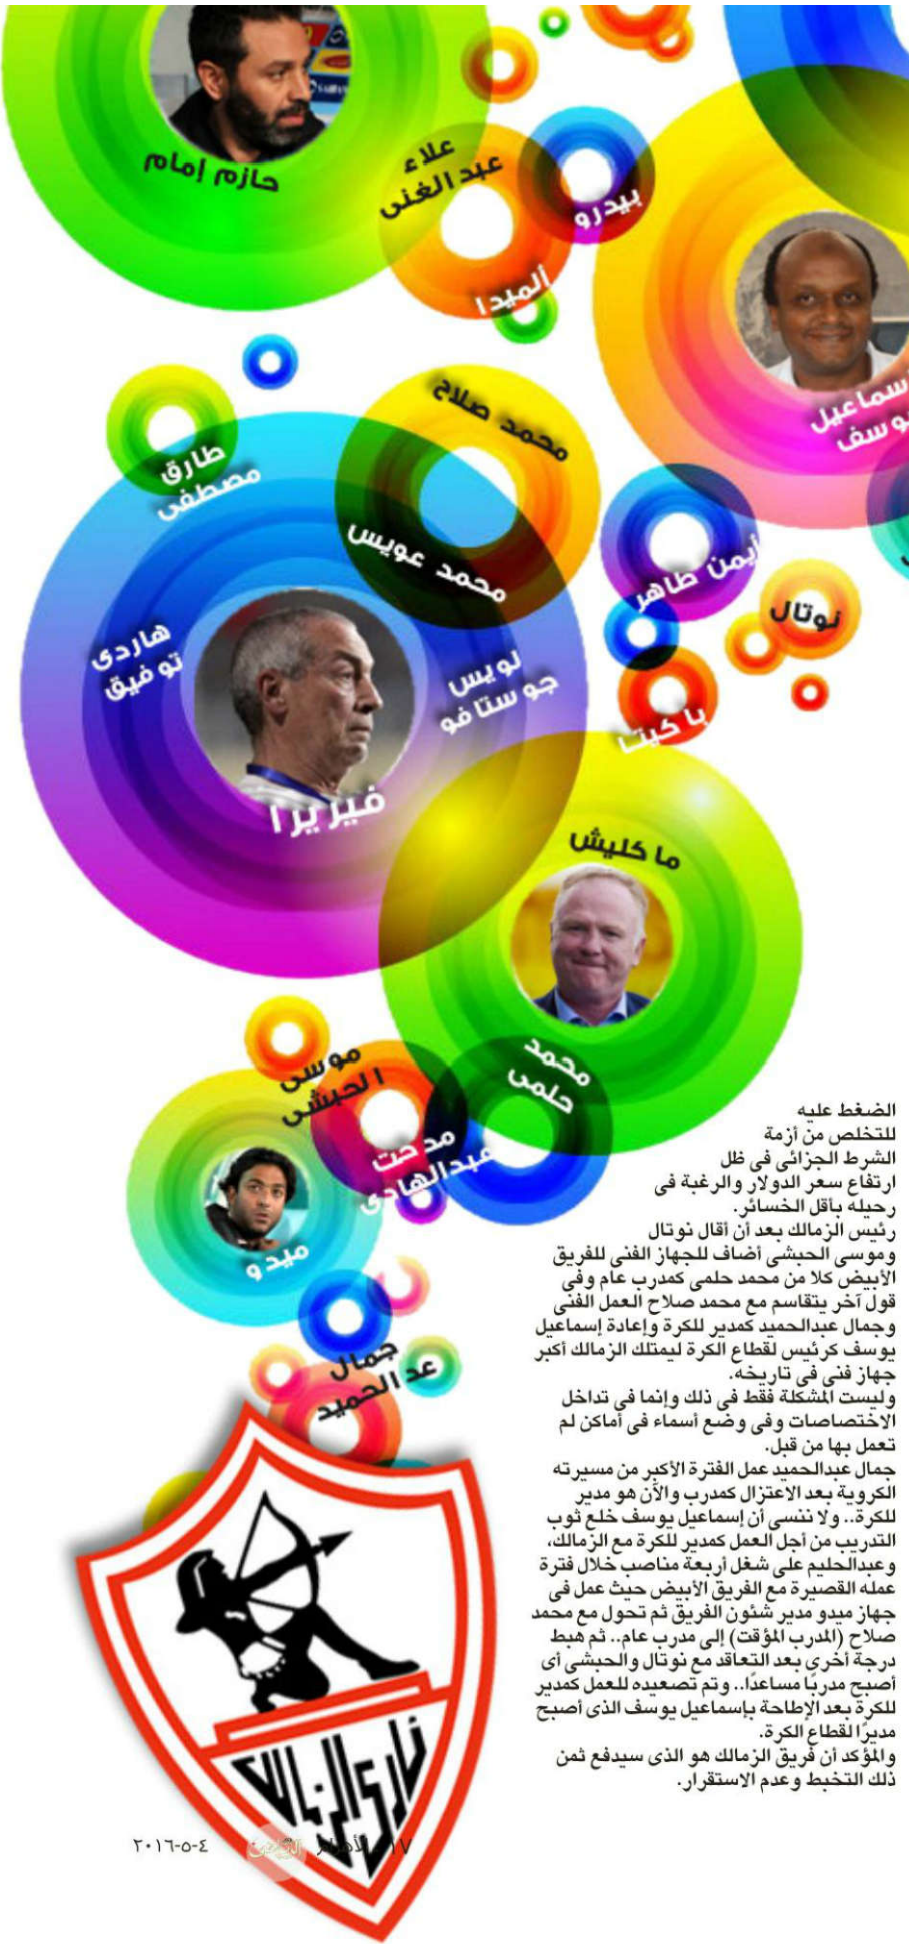 حازم إمام
علاء
عبدالغنى
بيدرو
ألميدا
إسماعيل
يوسف
محمد صلاح
طارق
مصطفى
محمد عويس
أيمن طاهر
نوتال
هاردى
توفيق
لويس
جوستافو
باكيتا
فيريرا
ماكليش
محمد
حلمى
موسى
الحبشى
مدحت
عبدالهادى
ميدو
جمال
عدالحميد
الضغط عليه
للتخلص من أزمة
الشرط الجزائى فى ظل
ارتفاع سعر الدولار والرغبة فى
رحيله بأقل الخسائر.
رئيس الزمالك بعد أن أقال نوتال
وموسى الحبشى أضاف للجهاز الفنى للفريق
الأبيض كلا من محمد حلمى كمدرب عام وفى
قول آخر يتقاسم مع محمد صلاح العمل الفنى
وجمال عبدالحميد كمدير للكرة وإعادة إسماعيل
يوسف كرئيس لقطاع الكرة ليمتلك الزمالك أكبر
جهاز فنى فى تاريخه.
وليست المشكلة فقط فى ذلك وإنما فى تداخل
الاختصاصات وفى وضع أسماء فى أماكن لم
تعمل بها من قبل.
جمال عبدالحميد عمل الفترة الأكبر من مسيرته
الكروية بعد الاعتزال كمدرب والآن هو مدير
للكرة.. ولا ننسى أن إسماعيل يوسف خلع ثوب
التدريب من أجل العمل كمدير للكرة مع الزمالك،
وعبدالحليم على شغل أربعة مناصب خلال فترة
عمله القصيرة مع الفريق الأبيض حيث عمل فى
جهاز ميدو مدير شئون الفريق ثم تحول مع محمد
صلاح (المدرب المؤقت) إلى مدرب عام.. ثم هبط
درجة أخرى بعد التعاقد مع نوتال والحبشى أى
أصبح مدربًا مساعدًا.. وتم تصعيده للعمل كمدير
للكرة بعد الإطاحة بإسماعيل يوسف الذى أصبح
مديرًا لقطاع الكرة.
والمؤكد أن فريق الزمالك هو الذى سيدفع ثمن
ذلك التخبط وعدم الاستقرار.
نادى الزمالك
١٧ الأهرام الرياضى ٤-٥-٢٠١٦